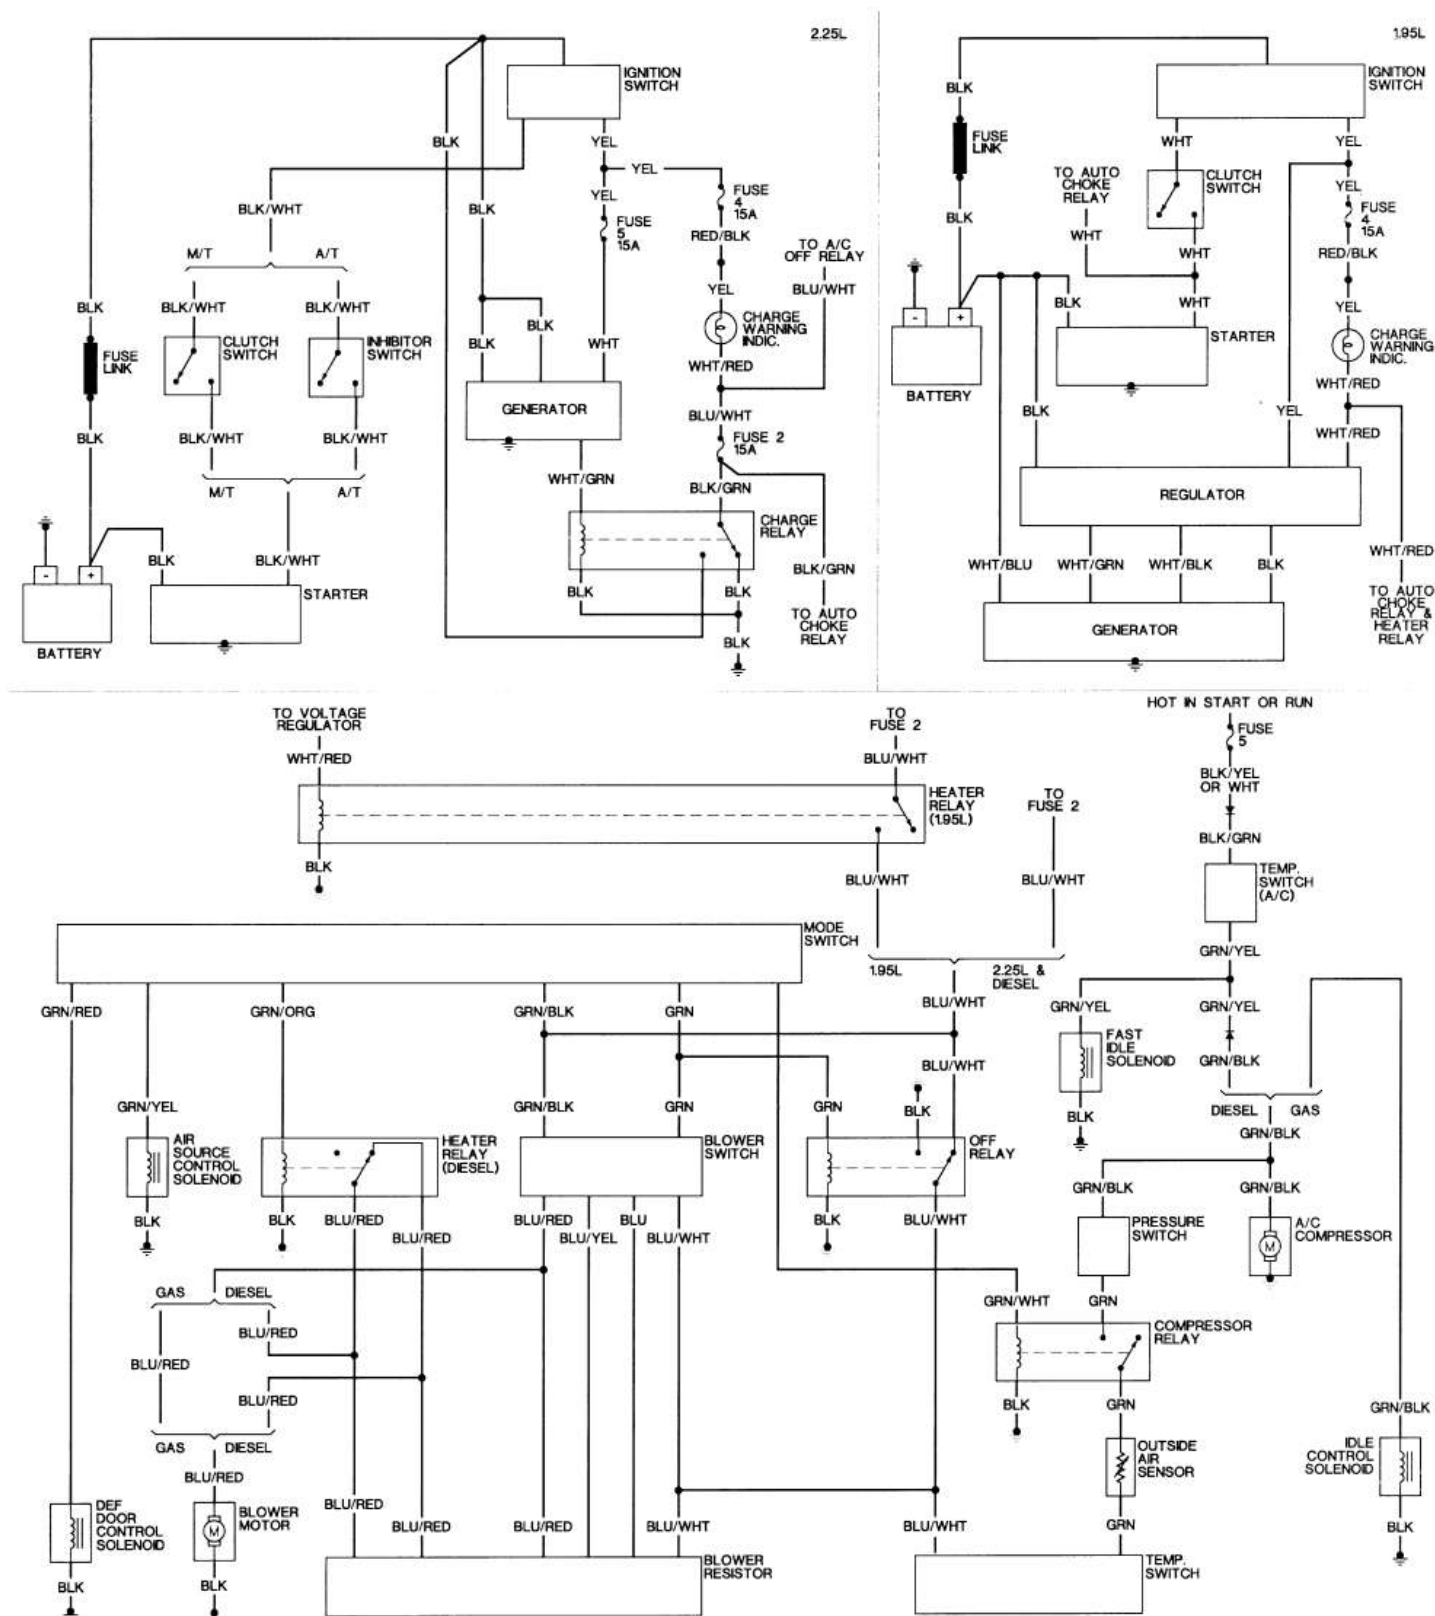 2.25L
IGNITION
SWITCH
BLK
YEL
YEL
BLK/WHT
BLK
YEL
FUSE
4
15A
FUSE
5
15A
RED/BLK
TO A/C
OFF RELAY
M/T
A/T
BLK
BLK/WHT
BLK/WHT
YEL
BLU/WHT
BLK
FUSE
LINK
CLUTCH
SWITCH
INHIBITOR
SWITCH
BLK
WHT
CHARGE
WARNING
INDIC.
WHT/RED
GENERATOR
BLU/WHT
BLK
BLK/WHT
BLK/WHT
FUSE 2
15A
WHT/GRN
BLK/GRN
M/T
A/T
CHARGE
RELAY
BLK
BLK/WHT
BLK/GRN
-
+
STARTER
BLK
BLK
TO AUTO
CHOKE
RELAY
BLK
BATTERY
1.95L
IGNITION
SWITCH
BLK
FUSE
LINK
WHT
YEL
TO AUTO
CHOKE
RELAY
CLUTCH
SWITCH
YEL
FUSE
4
15A
BLK
WHT
WHT
RED/BLK
BLK
WHT
YEL
-
+
STARTER
CHARGE
WARNING
INDIC.
BATTERY
WHT/RED
BLK
YEL
WHT/RED
REGULATOR
WHT/RED
WHT/BLU
WHT/GRN
WHT/BLK
BLK
TO AUTO
CHOKE
RELAY &
HEATER
RELAY
GENERATOR
TO VOLTAGE
REGULATOR
TO
FUSE 2
HOT IN START OR RUN
FUSE
5
WHT/RED
BLU/WHT
BLK/YEL
OR WHT
HEATER
RELAY
(1.95L)
TO
FUSE 2
BLK/GRN
BLK
BLU/WHT
BLU/WHT
TEMP.
SWITCH
(A/C)
MODE
SWITCH
GRN/YEL
1.95L
2.25L &
DIESEL
GRN/RED
GRN/ORG
GRN/BLK
GRN
BLU/WHT
GRN/YEL
GRN/YEL
FAST
IDLE
SOLENOID
BLU/WHT
GRN/BLK
GRN/YEL
GRN/BLK
GRN
GRN
BLK
BLK
DIESEL
GAS
GRN/BLK
AIR
SOURCE
CONTROL
SOLENOID
HEATER
RELAY
(DIESEL)
BLOWER
SWITCH
OFF
RELAY
GRN/BLK
GRN/BLK
BLK
BLK
BLU/RED
BLU/RED
BLU/RED
BLU/YEL
BLU
BLU/WHT
BLK
BLU/WHT
PRESSURE
SWITCH
M
A/C
COMPRESSOR
GAS
DIESEL
GRN/WHT
GRN
BLU/RED
COMPRESSOR
RELAY
BLU/RED
BLU/RED
BLK
GRN
GRN/BLK
GAS
DIESEL
BLU/RED
OUTSIDE
AIR
SENSOR
IDLE
CONTROL
SOLENOID
DEF
DOOR
CONTROL
SOLENOID
M
BLOWER
MOTOR
BLU/RED
BLU/RED
BLU/RED
BLU/WHT
BLU/WHT
GRN
BLK
BLOWER
RESISTOR
TEMP.
SWITCH
BLK
BLK